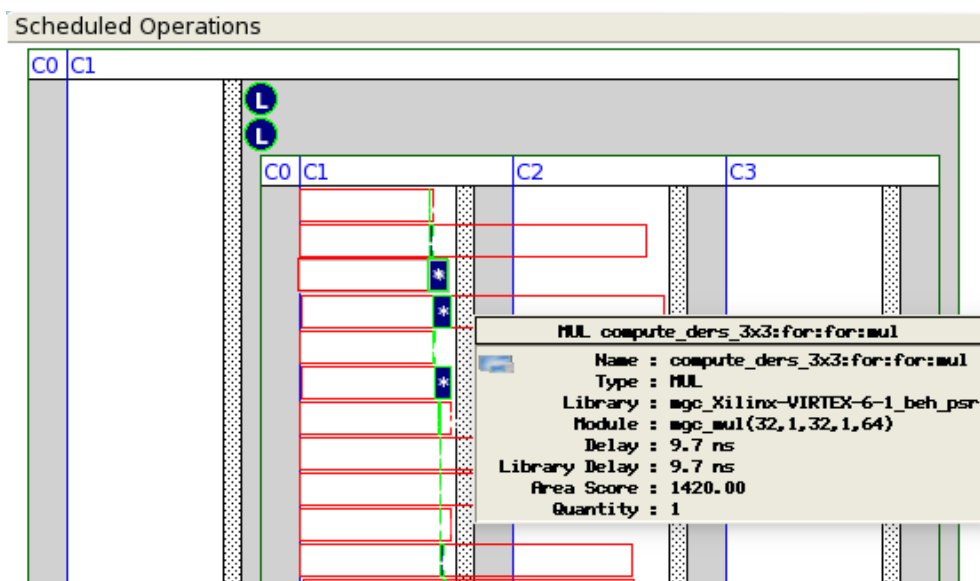 Scheduled Operations
C0 C1
L
L
C0 C1 C2 C3
*
*
MUL compute_ders_3x3:for:for:mul
Name : compute_ders_3x3:for:for:mul
Type : MUL
*
Library : mgc_Xilinx-VIRTEX-6-1_beh_psr
Module : mgc_mul(32,1,32,1,64)
Delay : 9.7 ns
Library Delay : 9.7 ns
Area Score : 1420.00
Quantity : 1